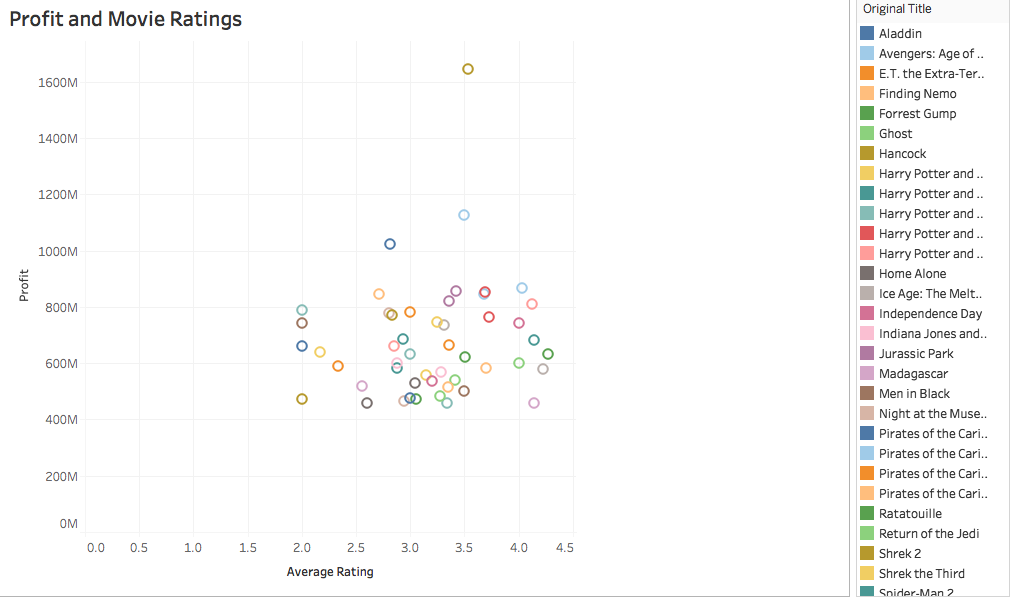 Profit and Movie Ratings
1600M
1400M
1200M
1000M
800M
600M
400M
200M
0M
Profit
0.0 0.5 1.0 1.5 2.0 2.5 3.0 3.5 4.0 4.5
Average Rating
Original Title
Aladdin
Avengers: Age of ..
E.T. the Extra-Ter..
Finding Nemo
Forrest Gump
Ghost
Hancock
Harry Potter and ..
Harry Potter and ..
Harry Potter and ..
Harry Potter and ..
Harry Potter and ..
Home Alone
Ice Age: The Melt..
Independence Day
Indiana Jones and..
Jurassic Park
Madagascar
Men in Black
Night at the Muse..
Pirates of the Cari..
Pirates of the Cari..
Pirates of the Cari..
Pirates of the Cari..
Ratatouille
Return of the Jedi
Shrek 2
Shrek the Third
Spider-Man 2